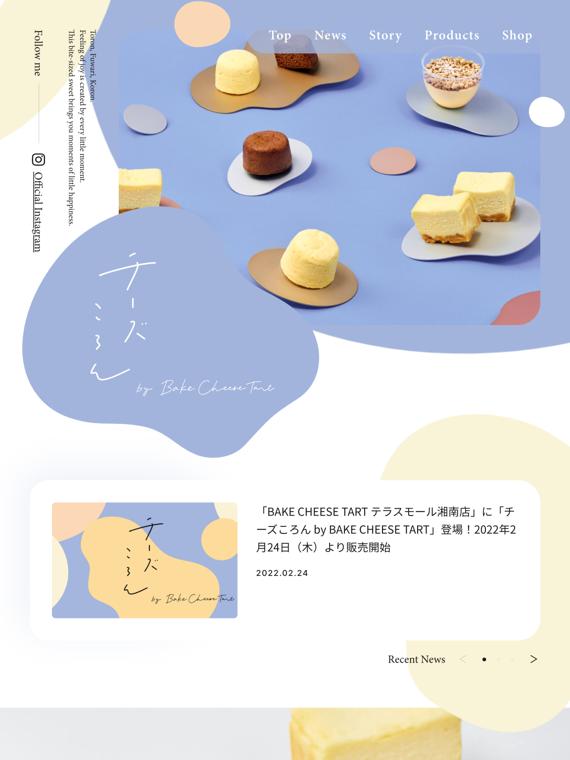 Top News Story Products Shop
Follow me
Official Instagram
Toron, Fuwari, Koron
Feeling of joy is created by every little moment.
This bite-sized sweet brings you moments of little happiness.
チーズ
ころん
by Bake Cheese Tart
チーズ
ころん
by Bake Cheese Tart
「BAKE CHEESE TART テラスモール湘南店」に「チ
ーズころん by BAKE CHEESE TART」登場！2022年2
月24日（木）より販売開始
2022.02.24
Recent News